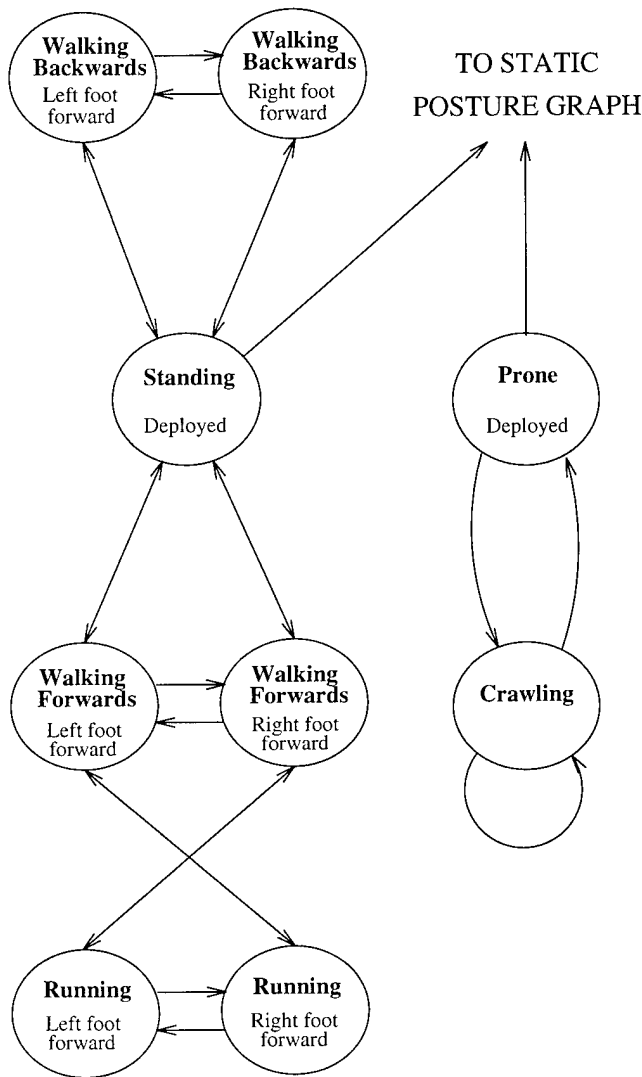 Walking
Backwards
Left foot
forward
Walking
Backwards
Right foot
forward
TO STATIC
POSTURE GRAPH
Standing
Deployed
Prone
Deployed
Walking
Forwards
Left foot
forward
Walking
Forwards
Right foot
forward
Crawling
Running
Left foot
forward
Running
Right foot
forward